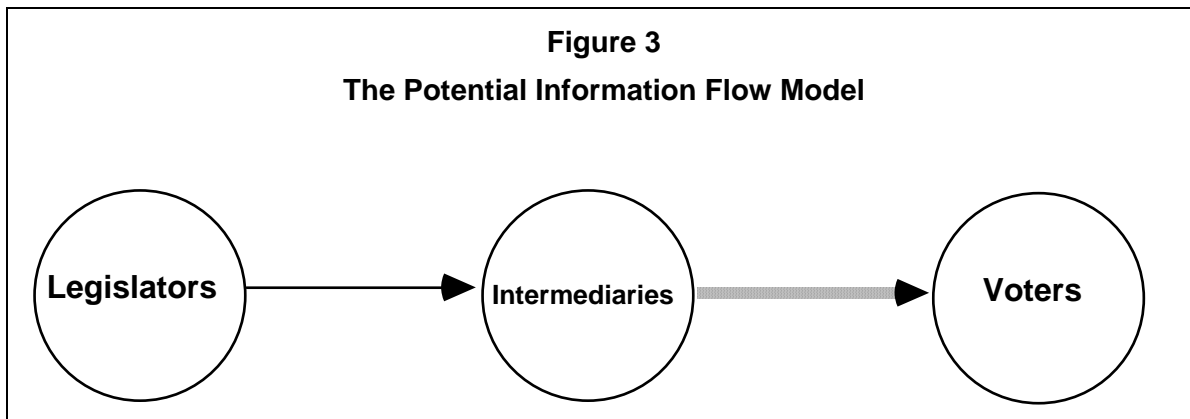 Figure 3
The Potential Information Flow Model
Legislators
Intermediaries
Voters